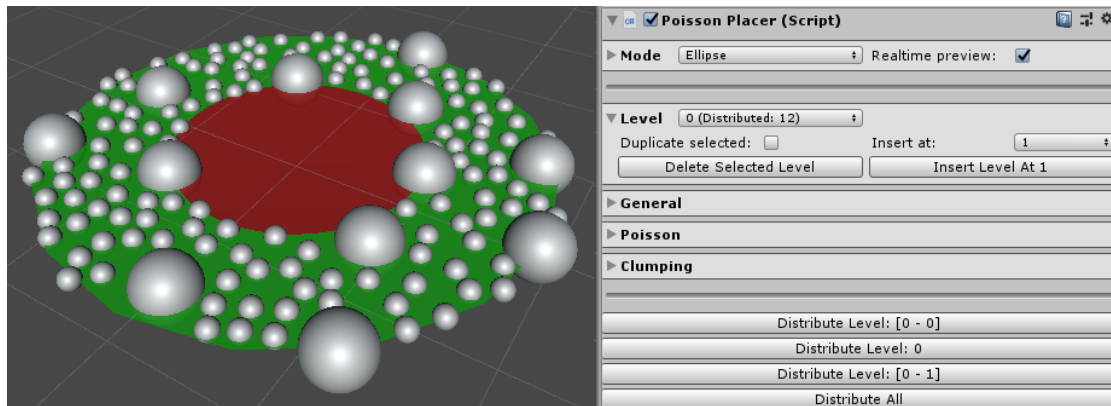 Poisson Placer (Script)
Mode Ellipse Realtime preview:
Level 0 (Distributed: 12)
Duplicate selected: Insert at: 1
Delete Selected Level Insert Level At 1
General
Poisson
Clumping
Distribute Level: [0 - 0]
Distribute Level: 0
Distribute Level: [0 - 1]
Distribute All